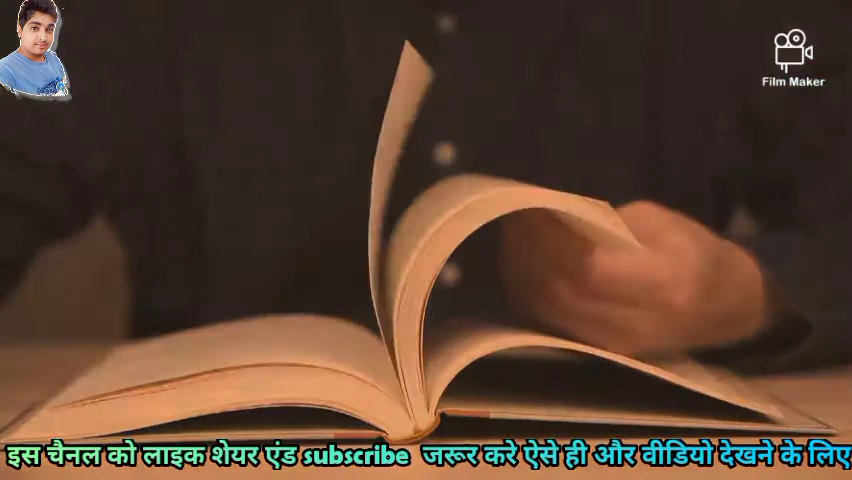 Film Maker
इस चैनल को लाइक शेयर एंड subscribe जरूर करे ऐसे ही और वीडियो देखने के लिए